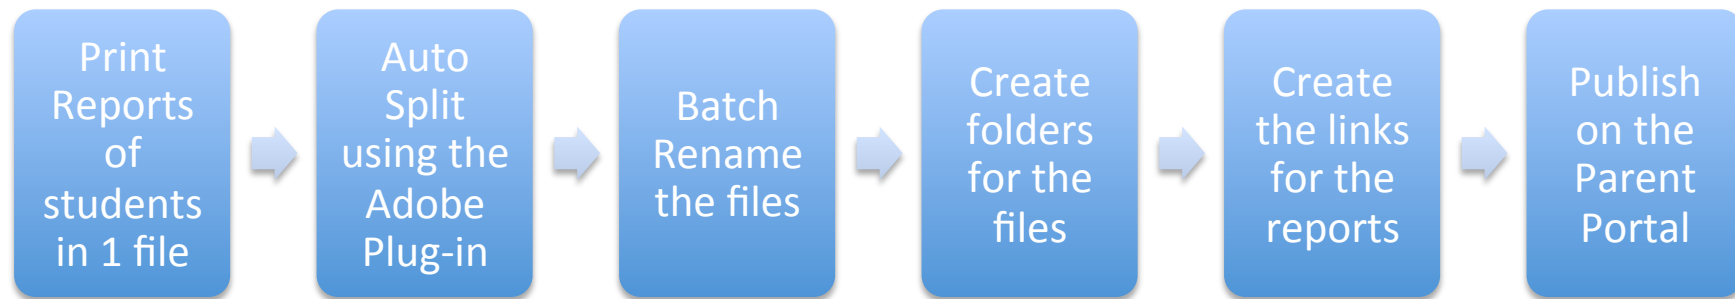 Print
Reports
of
students
in 1 file
Auto
Split
using the
Adobe
Plug-in
Batch
Rename
the files
Create
folders
for the
files
Create
the links
for the
reports
Publish
on the
Parent
Portal